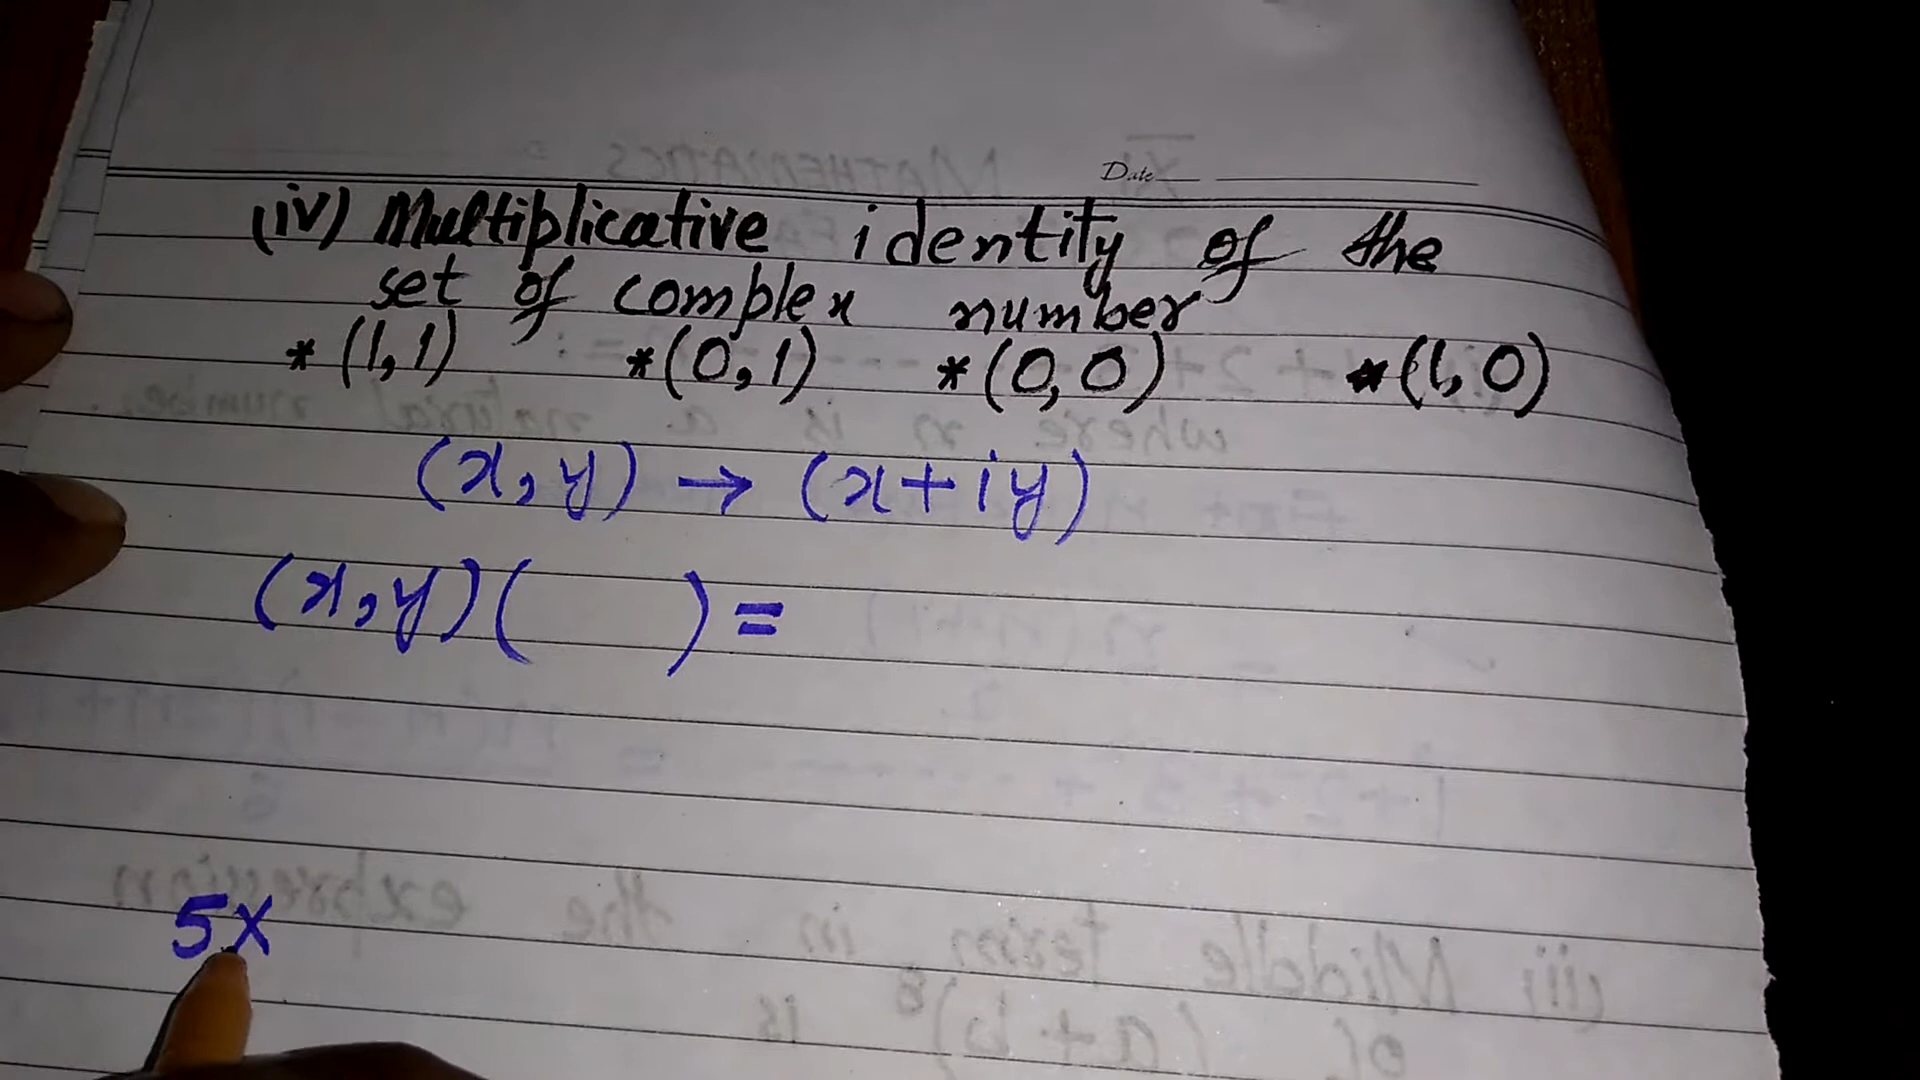 Date
(iv) Multiplicative identity of the
set of complex number
* (1,1) * (0,1) * (0,0) * (1,0)
(x,y) → (x+iy)
(x,y)( ) =
5x